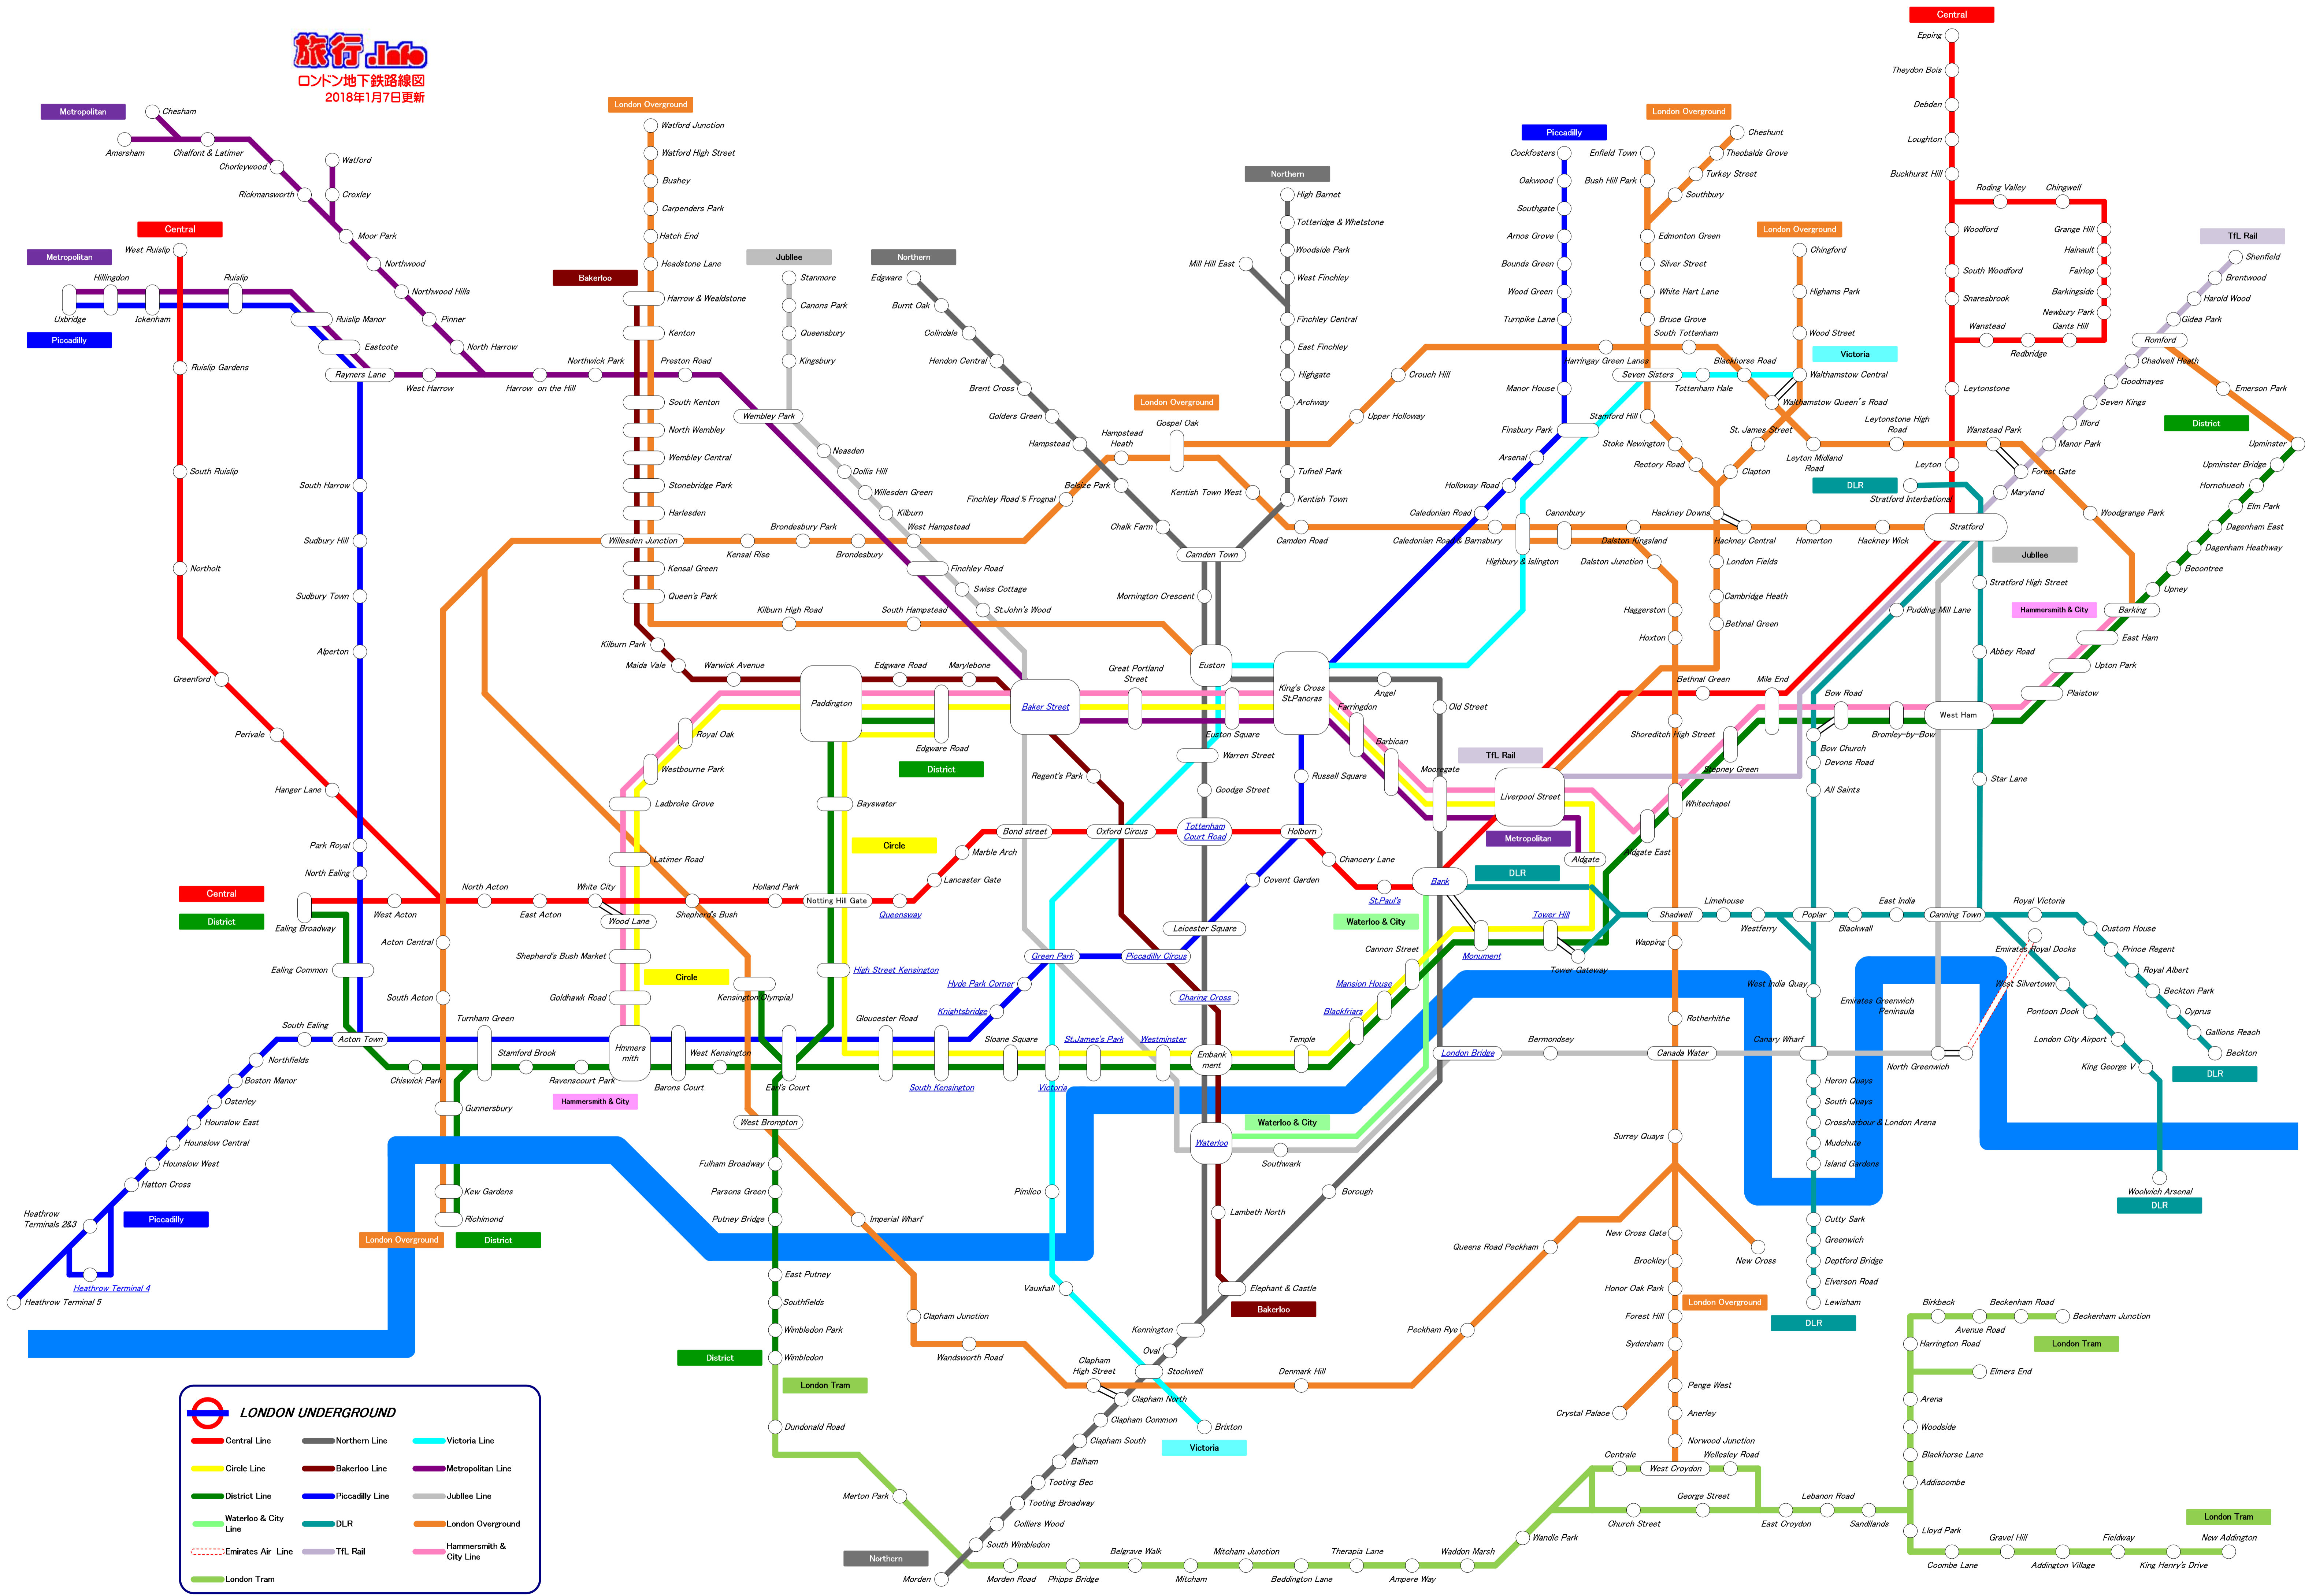 旅行.Info
ロンドン地下鉄路線図
2018年1月7日更新
Central
Epping
Theydon Bois
Debden
Loughton
Buckhurst Hill
Roding Valley
Chingwell
Woodford
Grange Hill
Hainault
South Woodford
Fairlop
Snaresbrook
Barkingside
Newbury Park
Wanstead
Gants Hill
Redbridge
Leytonstone
Leyton
Metropolitan
Chesham
Amersham
Chalfont & Latimer
Chorleywood
Watford
Rickmansworth
Croxley
Moor Park
Northwood
Northwood Hills
Pinner
North Harrow
Central
West Ruislip
Metropolitan
Hillingdon
Ruislip
Uxbridge
Ickenham
Ruislip Manor
Piccadilly
Eastcote
Rayners Lane
West Harrow
Harrow on the Hill
Northwick Park
Preston Road
Ruislip Gardens
South Ruislip
Northolt
Greenford
Perivale
Hanger Lane
South Harrow
Sudbury Hill
Sudbury Town
Alperton
Park Royal
North Ealing
London Overground
Watford Junction
Watford High Street
Bushey
Carpenders Park
Hatch End
Headstone Lane
Bakerloo
Harrow & Wealdstone
Kenton
South Kenton
North Wembley
Wembley Central
Stonebridge Park
Harlesden
Willesden Junction
Kensal Green
Queen's Park
Kilburn Park
Maida Vale
Warwick Avenue
Jubllee
Stanmore
Canons Park
Queensbury
Kingsbury
Wembley Park
Neasden
Dollis Hill
Willesden Green
Kilburn
West Hampstead
Finchley Road
Swiss Cottage
St.John's Wood
Brondesbury Park
Kensal Rise
Brondesbury
Kilburn High Road
South Hampstead
Northern
Edgware
Burnt Oak
Colindale
Hendon Central
Brent Cross
Golders Green
Hampstead
Belsize Park
Chalk Farm
Camden Town
Mornington Crescent
Northern
High Barnet
Totteridge & Whetstone
Woodside Park
Mill Hill East
West Finchley
Finchley Central
East Finchley
Highgate
Archway
Tufnell Park
Kentish Town
London Overground
Gospel Oak
Hampstead
Heath
Finchley Road % Frognal
Kentish Town West
Camden Road
Upper Holloway
Crouch Hill
Harringay Green Lanes
South Tottenham
Blackhorse Road
Piccadilly
Cockfosters
Oakwood
Southgate
Arnos Grove
Bounds Green
Wood Green
Turnpike Lane
Manor House
Finsbury Park
Arsenal
Holloway Road
Caledonian Road
London Overground
Cheshunt
Enfield Town
Theobalds Grove
Bush Hill Park
Turkey Street
Southbury
Edmonton Green
Silver Street
White Hart Lane
Bruce Grove
Seven Sisters
Tottenham Hale
Stamford Hill
Stoke Newington
Rectory Road
London Overground
Chingford
Highams Park
Wood Street
Victoria
Walthamstow Central
Walthamstow Queen's Road
St. James Street
Clapton
Leytonstone High
Road
Leyton Midland
Road
Wanstead Park
Woodgrange Park
TfL Rail
Shenfield
Brentwood
Harold Wood
Gidea Park
Romford
Chadwell Heath
Goodmayes
Seven Kings
Ilford
Manor Park
Forest Gate
Maryland
Emerson Park
District
Upminster
Upminster Bridge
Hornchuech
Elm Park
Dagenham East
Dagenham Heathway
Becontree
Upney
Barking
Hammersmith & City
East Ham
Upton Park
Plaistow
DLR
Stratford Interbational
Stratford
Jubllee
Stratford High Street
Pudding Mill Lane
Abbey Road
West Ham
Star Lane
Caledonian Road & Barnsbury
Canonbury
Highbury & Islington
Dalston Kingsland
Hackney Downs
Hackney Central
Homerton
Hackney Wick
Dalston Junction
London Fields
Haggerston
Cambridge Heath
Hoxton
Bethnal Green
Bethnal Green
Mile End
Bow Road
Bow Church
Bromley-by-Bow
Devons Road
All Saints
Shoreditch High Street
Stepney Green
Whitechapel
Aldgate East
Euston
King's Cross
St.Pancras
Angel
Old Street
Great Portland
Street
Euston Square
Farringdon
Barbican
Mooregate
TfL Rail
Liverpool Street
Metropolitan
Aldgate
Paddington
Edgware Road
Marylebone
Baker Street
Edgware Road
District
Royal Oak
Westbourne Park
Ladbroke Grove
Latimer Road
Bayswater
Circle
Regent's Park
Warren Street
Goodge Street
Russell Square
Bond street
Oxford Circus
Tottenham
Court Road
Holborn
Marble Arch
Lancaster Gate
Chancery Lane
Covent Garden
St.Paul's
Bank
DLR
Waterloo & City
Central
District
Ealing Broadway
West Acton
North Acton
East Acton
White City
Wood Lane
Shepherd's Bush
Holland Park
Notting Hill Gate
Queensway
Leicester Square
Cannon Street
Monument
Tower Hill
Tower Gateway
Shadwell
Limehouse
Westferry
Poplar
East India
Blackwall
Canning Town
Royal Victoria
Custom House
Prince Regent
Royal Albert
Beckton Park
Cyprus
Gallions Reach
Beckton
DLR
Emirates Royal Docks
West Silvertown
Pontoon Dock
London City Airport
King George V
Woolwich Arsenal
DLR
Acton Central
South Acton
Ealing Common
Shepherd's Bush Market
Goldhawk Road
Circle
Kensington(Olympia)
High Street Kensington
Hyde Park Corner
Knightsbridge
Green Park
Piccadilly Circus
Charing Cross
Mansion House
Blackfriars
Temple
Wapping
Rotherhithe
Canada Water
Surrey Quays
West India Quay
Emirates Greenwich
Peninsula
Canary Wharf
North Greenwich
Bermondsey
London Bridge
South Ealing
Acton Town
Northfields
Boston Manor
Osterley
Hounslow East
Hounslow Central
Hounslow West
Hatton Cross
Heathrow
Terminals 2&3
Piccadilly
Heathrow Terminal 4
Heathrow Terminal 5
Turnham Green
Chiswick Park
Stamford Brook
Ravenscourt Park
Hmmers
mith
Hammersmith & City
Barons Court
West Kensington
Earl's Court
Gloucester Road
South Kensington
Sloane Square
St.James's Park
Victoria
Westminster
Embank
ment
Gunnersbury
Kew Gardens
Richimond
London Overground
District
West Brompton
Fulham Broadway
Parsons Green
Putney Bridge
East Putney
Southfields
Wimbledon Park
Wimbledon
District
London Tram
Dundonald Road
Merton Park
Imperial Wharf
Clapham Junction
Wandsworth Road
Clapham
High Street
Pimlico
Vauxhall
Waterloo
Waterloo & City
Southwark
Borough
Lambeth North
Elephant & Castle
Bakerloo
Kennington
Oval
Stockwell
Clapham North
Clapham Common
Clapham South
Balham
Tooting Bec
Tooting Broadway
Colliers Wood
South Wimbledon
Northern
Morden
Brixton
Victoria
Denmark Hill
Peckham Rye
Queens Road Peckham
New Cross Gate
New Cross
Brockley
Honor Oak Park
Forest Hill
London Overground
Sydenham
Penge West
Crystal Palace
Anerley
Norwood Junction
West Croydon
Heron Quays
South Quays
Crossharbour & London Arena
Mudchute
Island Gardens
Cutty Sark
Greenwich
Deptford Bridge
Elverson Road
Lewisham
DLR
Birkbeck
Beckenham Road
Avenue Road
Beckenham Junction
Harrington Road
London Tram
Elmers End
Arena
Woodside
Blackhorse Lane
Addiscombe
Centrale
Wellesley Road
Church Street
George Street
East Croydon
Lebanon Road
Sandilands
Lloyd Park
Coombe Lane
Gravel Hill
Addington Village
Fieldway
King Henry's Drive
New Addington
London Tram
Wandle Park
Waddon Marsh
Ampere Way
Therapia Lane
Beddington Lane
Mitcham Junction
Mitcham
Belgrave Walk
Phipps Bridge
Morden Road
LONDON UNDERGROUND
Central Line
Northern Line
Victoria Line
Circle Line
Bakerloo Line
Metropolitan Line
District Line
Piccadilly Line
Jubllee Line
Waterloo & City
Line
DLR
London Overground
Emirates Air Line
TfL Rail
Hammersmith &
City Line
London Tram